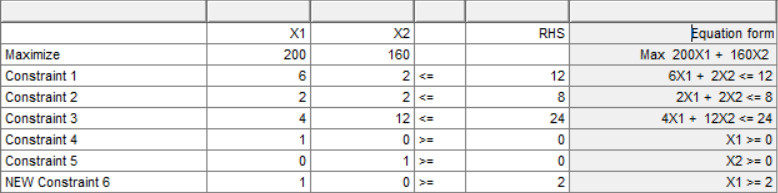 X1 X2 RHS Equation form
Maximize 200 160 Max 200X1 + 160X2
Constraint 1 6 2 <= 12 6X1 + 2X2 <= 12
Constraint 2 2 2 <= 8 2X1 + 2X2 <= 8
Constraint 3 4 12 <= 24 4X1 + 12X2 <= 24
Constraint 4 1 0 >= 0 X1 >= 0
Constraint 5 0 1 >= 0 X2 >= 0
NEW Constraint 6 1 0 >= 2 X1 >= 2